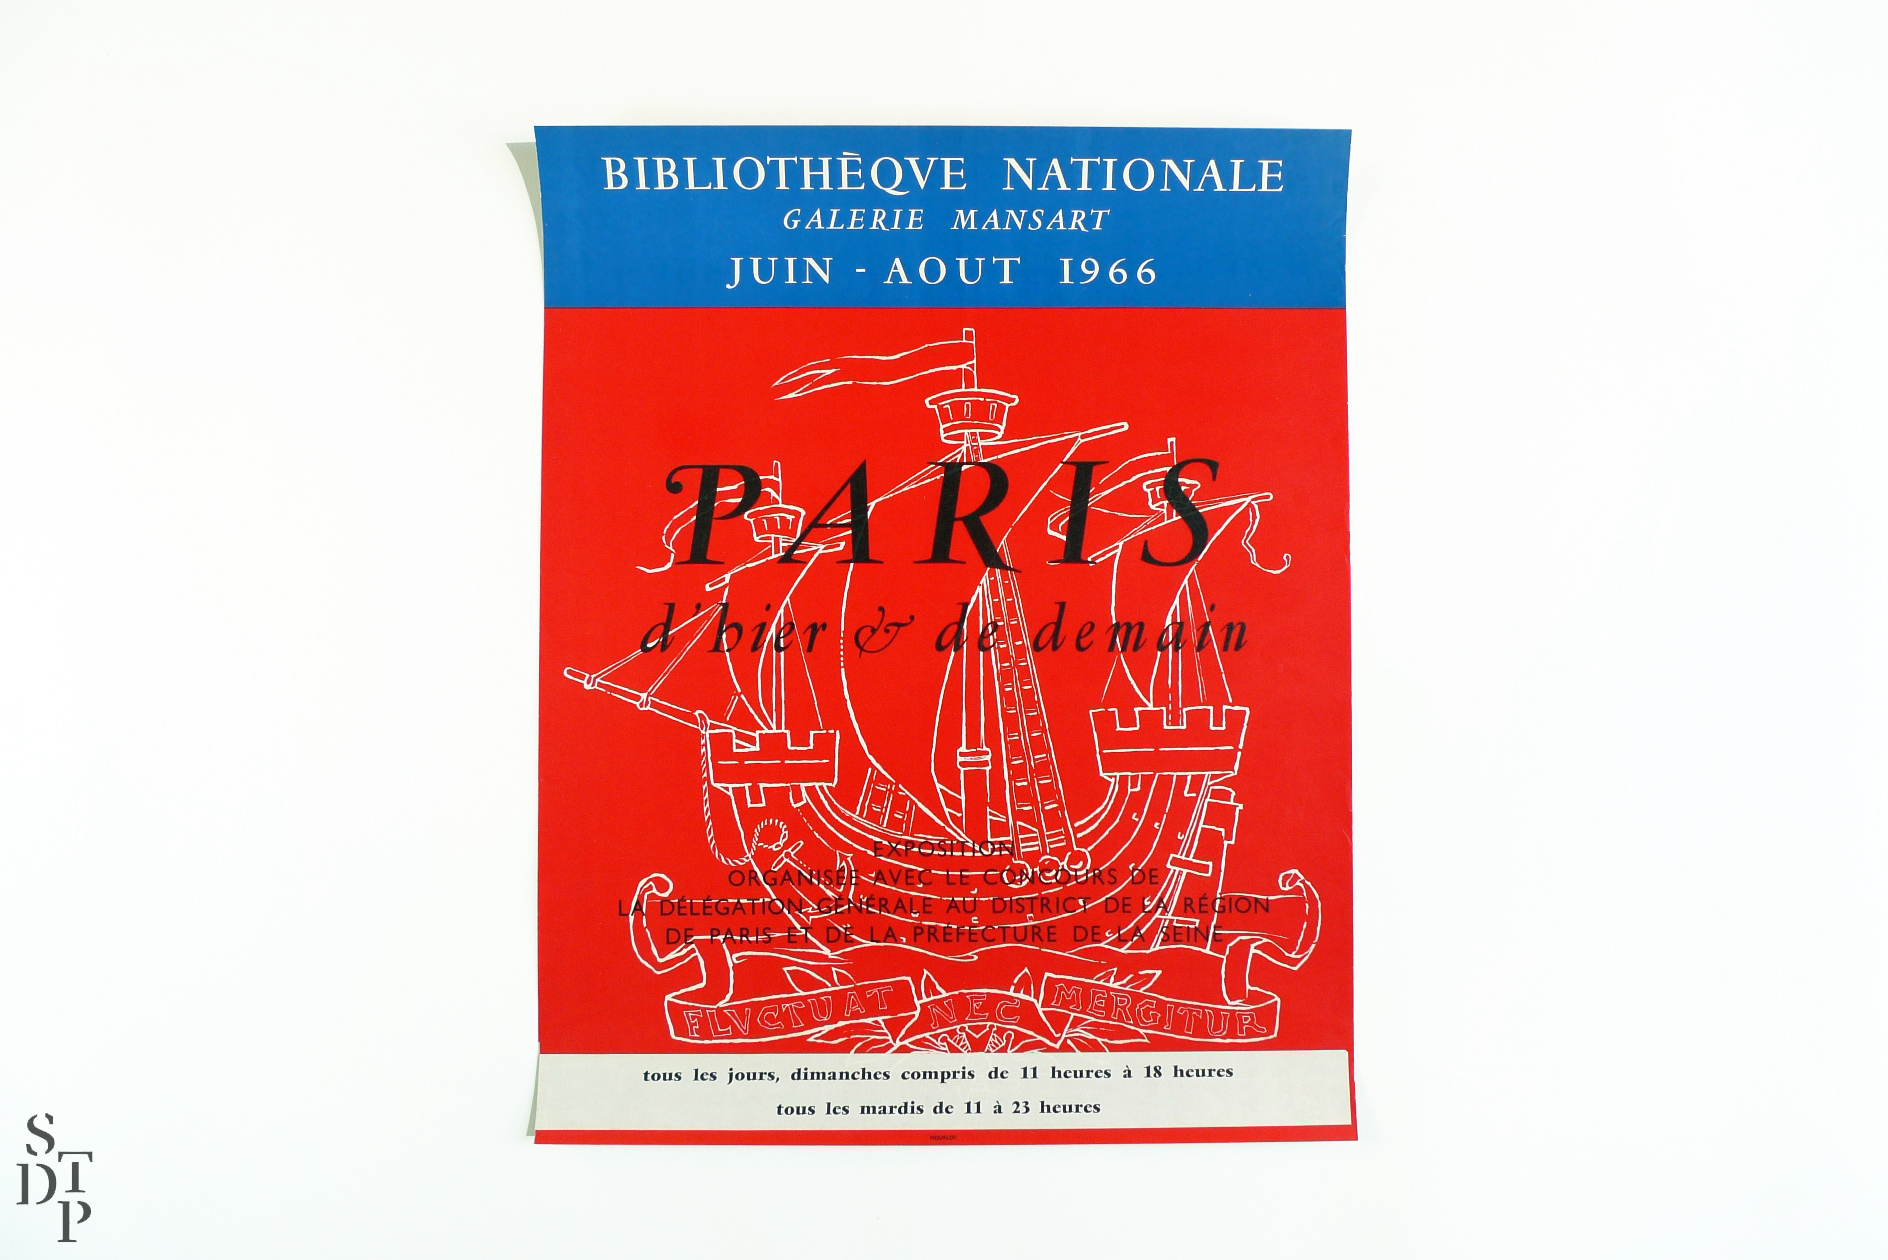 BIBLIOTHÈQVE NATIONALE
GALERIE MANSART
JUIN - AOUT 1966
PARIS
d'hier & de demain
EXPOSITION
ORGANISÉE AVEC LE CONCOURS DE
LA DÉLÉGATION GÉNÉRALE AU DISTRICT DE LA RÉGION
DE PARIS ET DE LA PRÉFECTURE DE LA SEINE
FLVCTUAT NEC MERGITUR
tous les jours, dimanches compris de 11 heures à 18 heures
tous les mardis de 11 à 23 heures
MOURLOT
S
DT
P